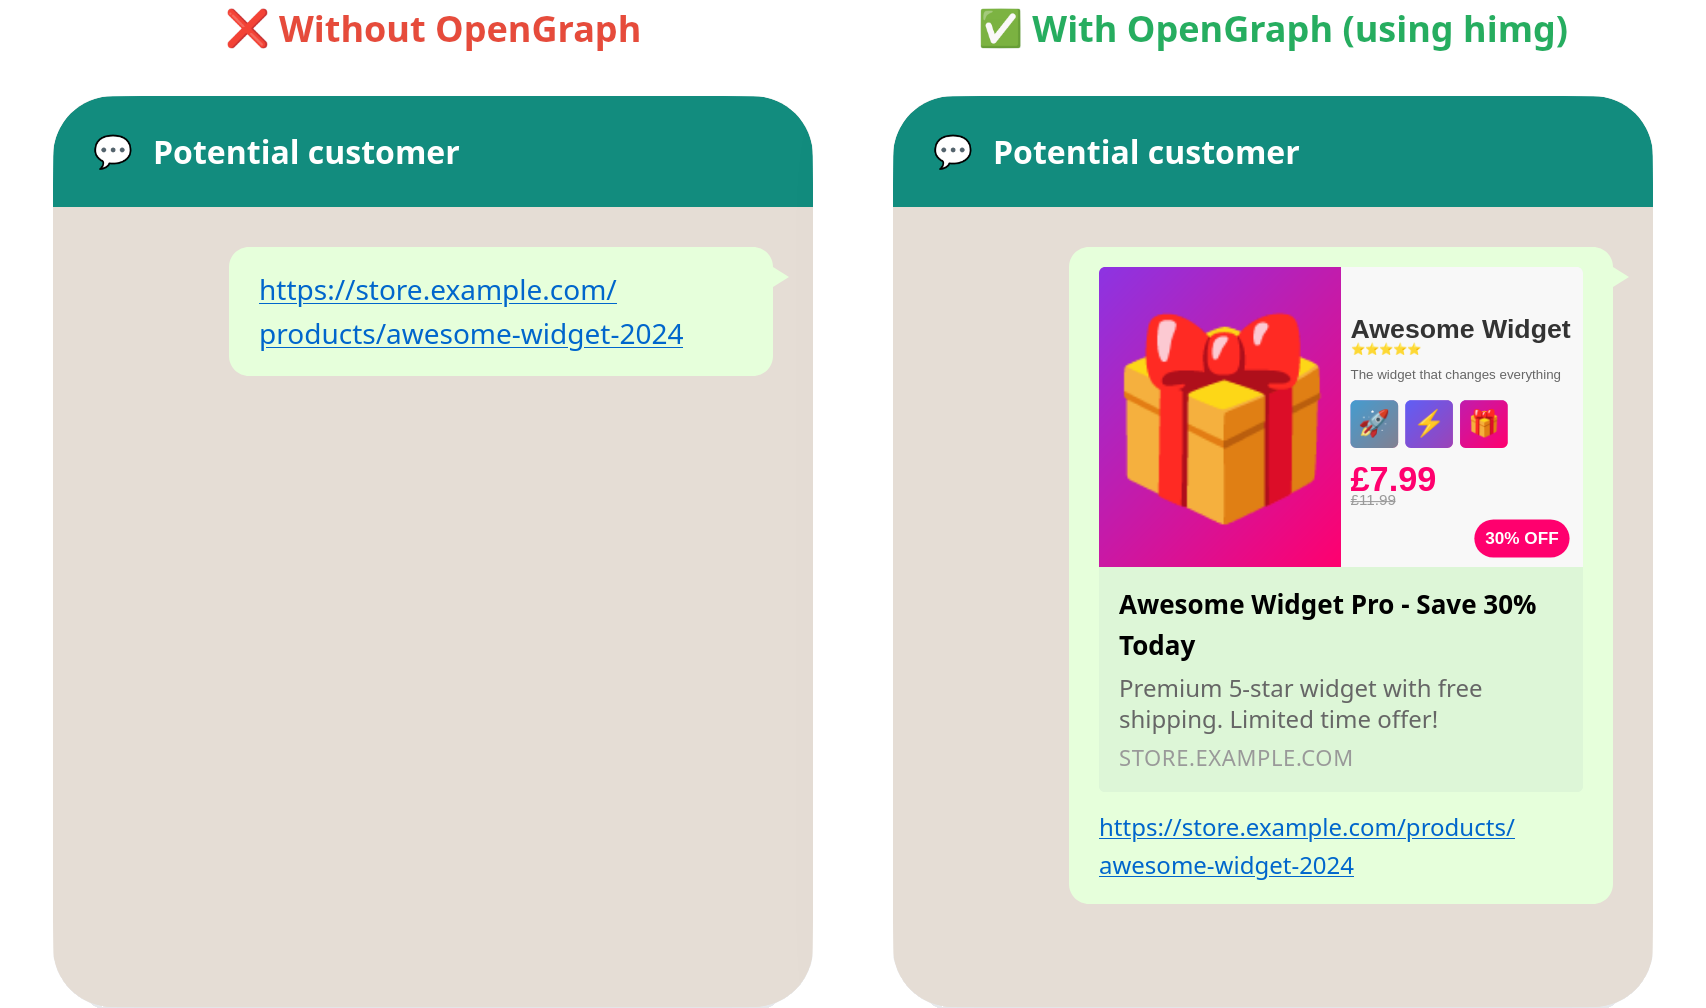 ❌ Without OpenGraph
💬 Potential customer
https://store.example.com/
products/awesome-widget-2024
✅ With OpenGraph (using himg)
💬 Potential customer
Awesome Widget
⭐⭐⭐⭐⭐
The widget that changes everything
£7.99
£11.99
30% OFF
Awesome Widget Pro - Save 30%
Today
Premium 5-star widget with free
shipping. Limited time offer!
STORE.EXAMPLE.COM
https://store.example.com/products/
awesome-widget-2024